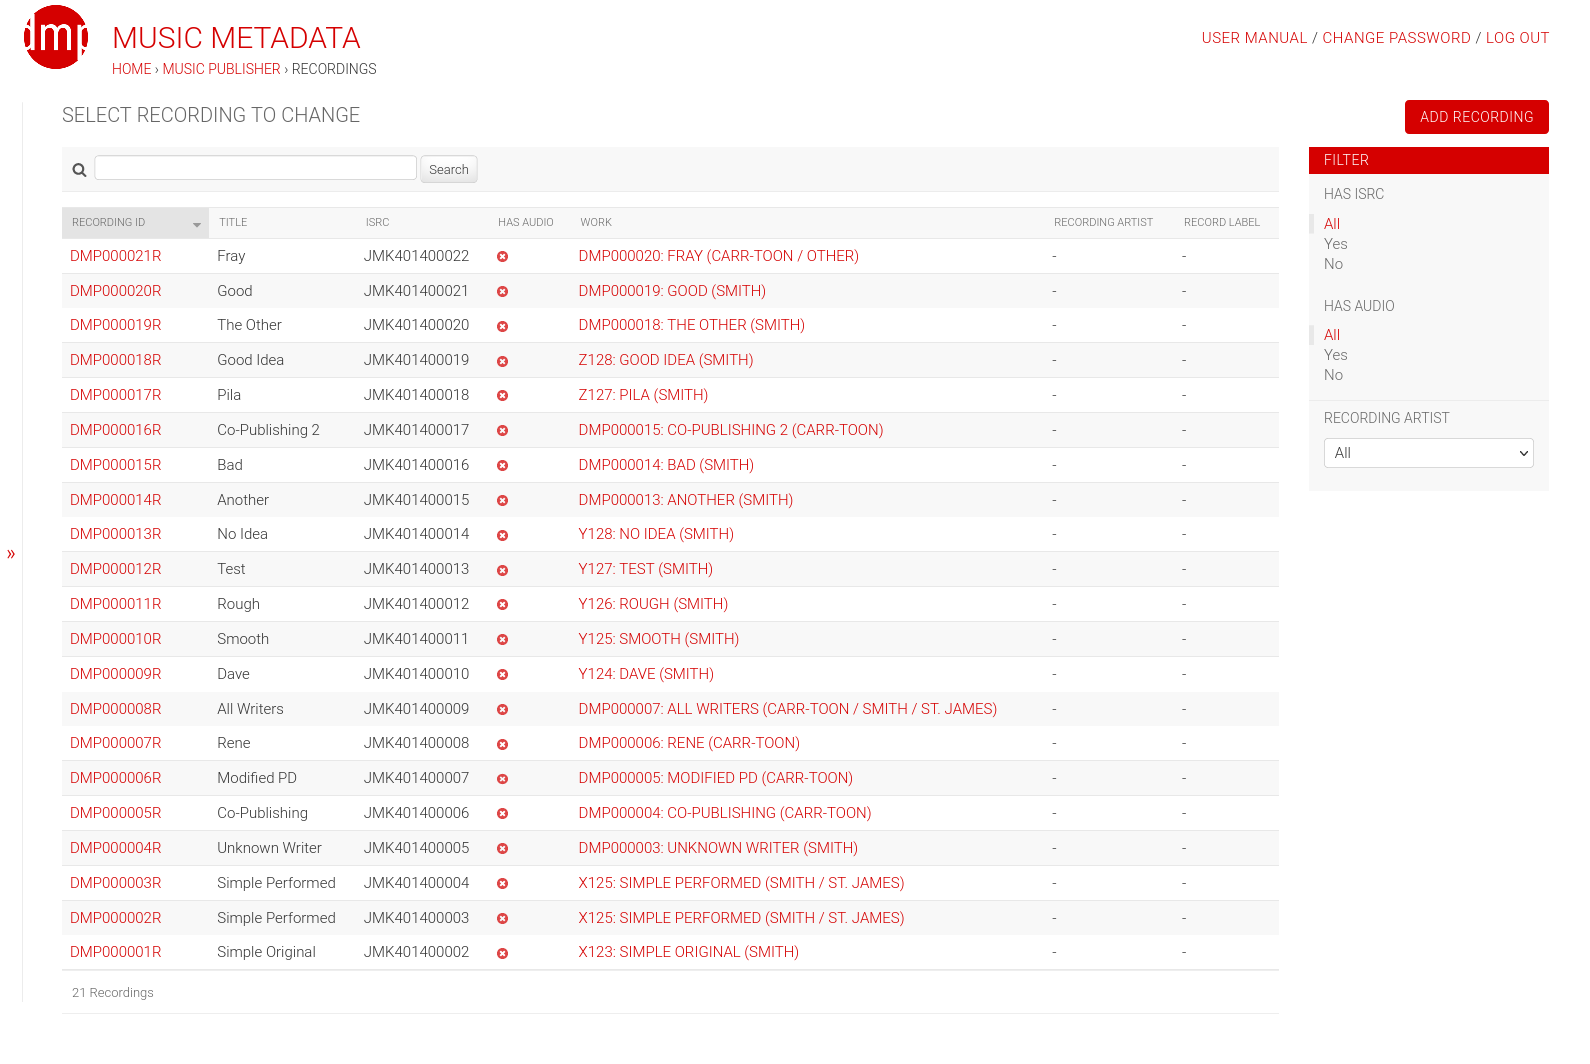 dmp
MUSIC METADATA
USER MANUAL / CHANGE PASSWORD / LOG OUT
HOME › MUSIC PUBLISHER › RECORDINGS
SELECT RECORDING TO CHANGE
ADD RECORDING
Search
RECORDING ID TITLE ISRC HAS AUDIO WORK RECORDING ARTIST RECORD LABEL
DMP000021R Fray JMK401400022 DMP000020: FRAY (CARR-TOON / OTHER) - -
DMP000020R Good JMK401400021 DMP000019: GOOD (SMITH) - -
DMP000019R The Other JMK401400020 DMP000018: THE OTHER (SMITH) - -
DMP000018R Good Idea JMK401400019 Z128: GOOD IDEA (SMITH) - -
DMP000017R Pila JMK401400018 Z127: PILA (SMITH) - -
DMP000016R Co-Publishing 2 JMK401400017 DMP000015: CO-PUBLISHING 2 (CARR-TOON) - -
DMP000015R Bad JMK401400016 DMP000014: BAD (SMITH) - -
DMP000014R Another JMK401400015 DMP000013: ANOTHER (SMITH) - -
DMP000013R No Idea JMK401400014 Y128: NO IDEA (SMITH) - -
DMP000012R Test JMK401400013 Y127: TEST (SMITH) - -
DMP000011R Rough JMK401400012 Y126: ROUGH (SMITH) - -
DMP000010R Smooth JMK401400011 Y125: SMOOTH (SMITH) - -
DMP000009R Dave JMK401400010 Y124: DAVE (SMITH) - -
DMP000008R All Writers JMK401400009 DMP000007: ALL WRITERS (CARR-TOON / SMITH / ST. JAMES) - -
DMP000007R Rene JMK401400008 DMP000006: RENE (CARR-TOON) - -
DMP000006R Modified PD JMK401400007 DMP000005: MODIFIED PD (CARR-TOON) - -
DMP000005R Co-Publishing JMK401400006 DMP000004: CO-PUBLISHING (CARR-TOON) - -
DMP000004R Unknown Writer JMK401400005 DMP000003: UNKNOWN WRITER (SMITH) - -
DMP000003R Simple Performed JMK401400004 X125: SIMPLE PERFORMED (SMITH / ST. JAMES) - -
DMP000002R Simple Performed JMK401400003 X125: SIMPLE PERFORMED (SMITH / ST. JAMES) - -
DMP000001R Simple Original JMK401400002 X123: SIMPLE ORIGINAL (SMITH) - -
21 Recordings
FILTER
HAS ISRC
All
Yes
No
HAS AUDIO
All
Yes
No
RECORDING ARTIST
All
»